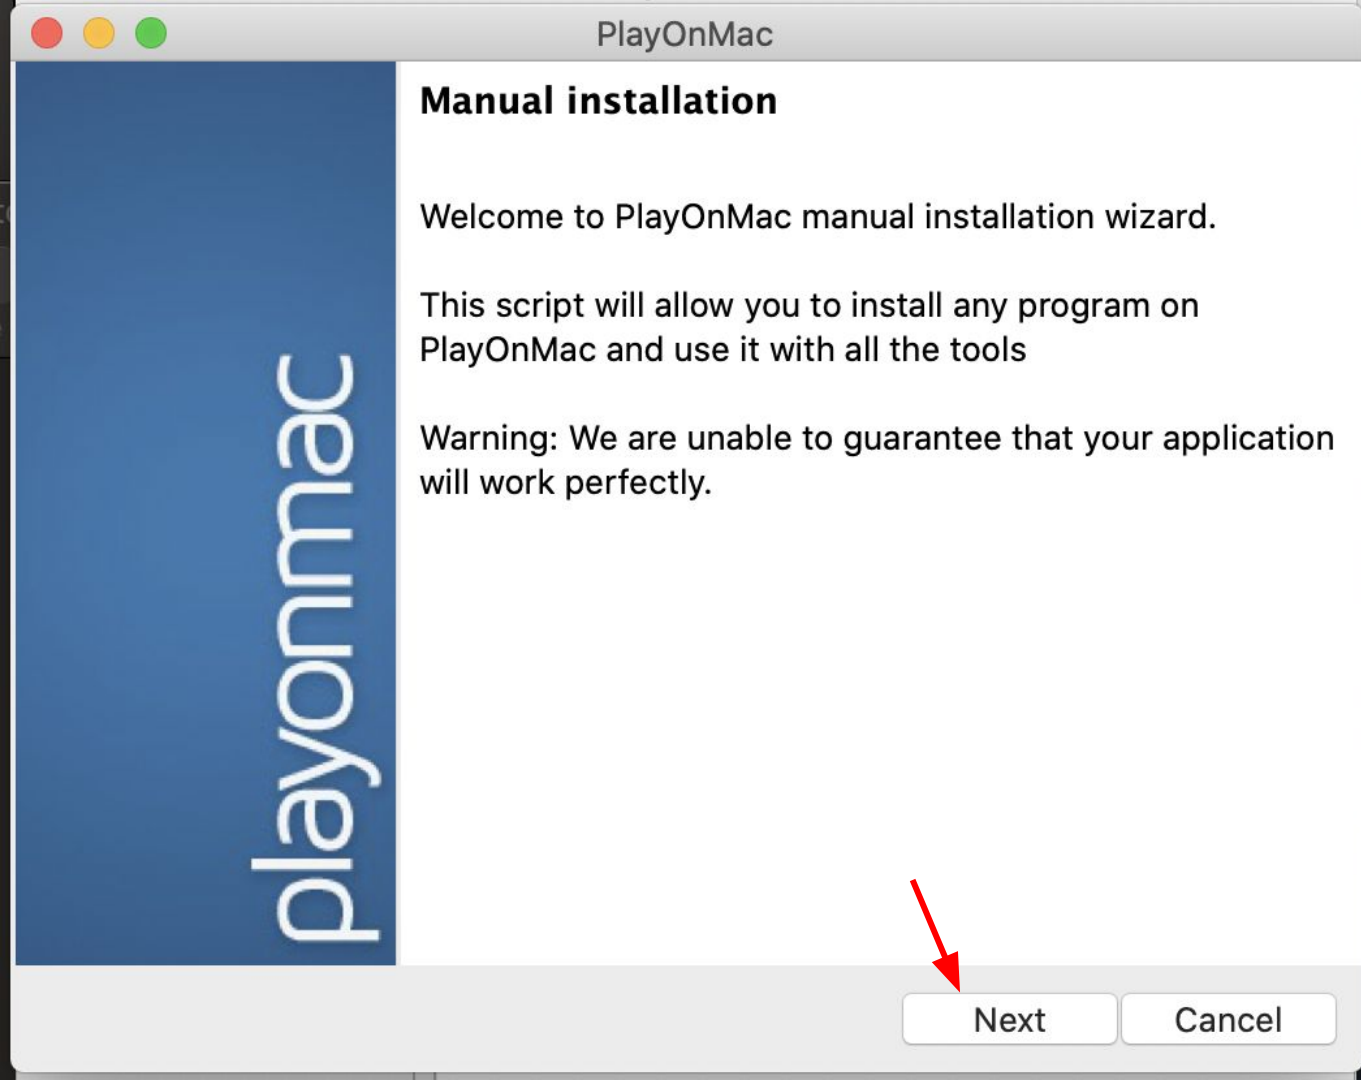 PlayOnMac
Manual installation
Welcome to PlayOnMac manual installation wizard.
This script will allow you to install any program on
PlayOnMac and use it with all the tools
Warning: We are unable to guarantee that your application
will work perfectly.
playonmac
Next
Cancel